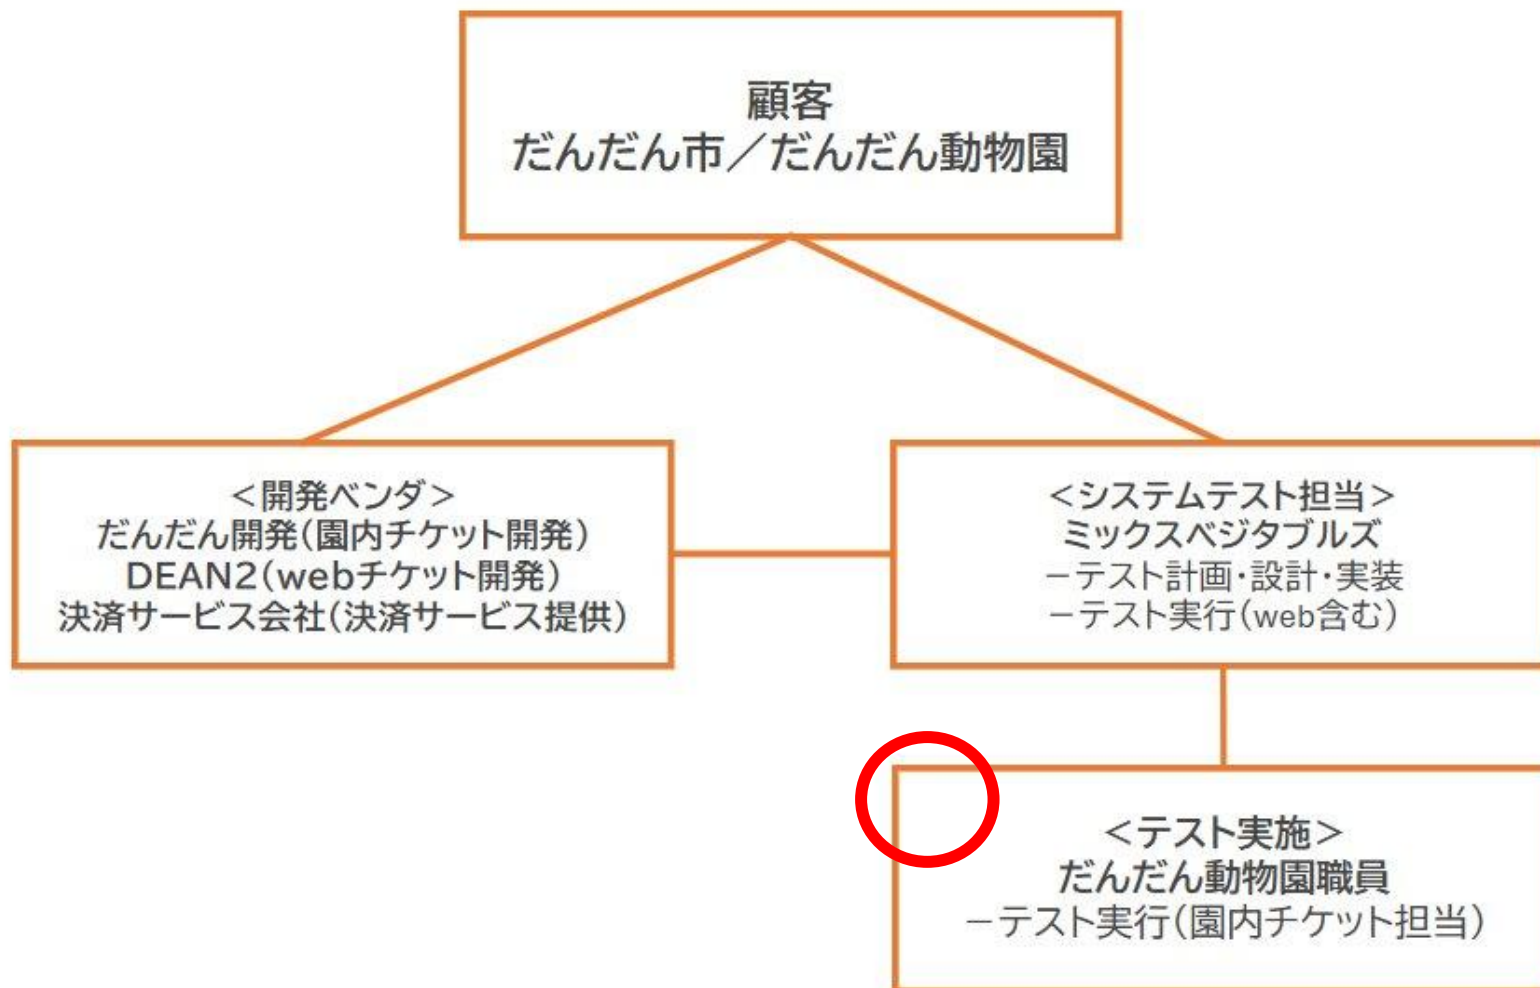 顧客
だんだん市／だんだん動物園
＜開発ベンダ＞
だんだん開発(園内チケット開発)
DEAN2(webチケット開発)
決済サービス会社(決済サービス提供)
＜システムテスト担当＞
ミックスベジタブルズ
－テスト計画・設計・実装
－テスト実行(web含む)
＜テスト実施＞
だんだん動物園職員
－テスト実行(園内チケット担当)